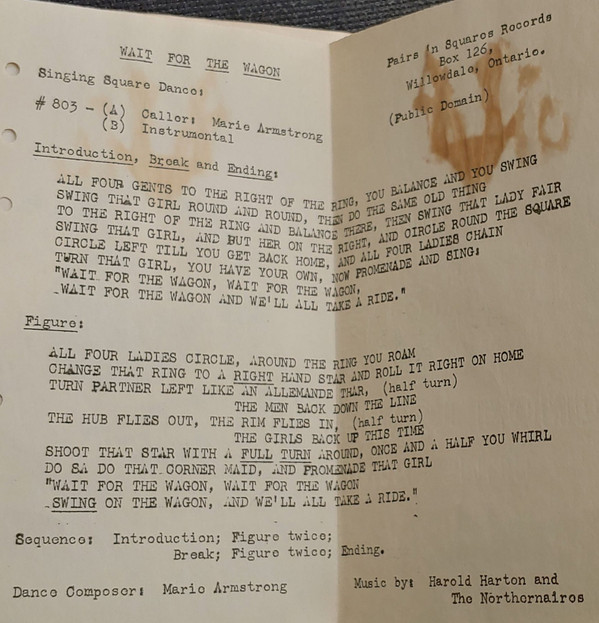 WAIT FOR THE WAGON
Pairs 'n Squares Records
Box 126,
Willowdale, Ontario.
(Public Domain)
Singing Square Dance:
# 803 - (A) Caller: Marie Armstrong
(B) Instrumental
Introduction, Break and Ending:
ALL FOUR GENTS TO THE RIGHT OF THE RING, YOU BALANCE AND YOU SWING
SWING THAT GIRL ROUND AND ROUND, THEN DO THE SAME OLD THING
TO THE RIGHT OF THE RING AND BALANCE THERE, THEN SWING THAT LADY FAIR
SWING THAT GIRL, AND BUT HER ON THE RIGHT, AND CIRCLE ROUND THE SQUARE
CIRCLE LEFT TILL YOU GET BACK HOME, AND ALL FOUR LADIES CHAIN
TURN THAT GIRL, YOU HAVE YOUR OWN, NOW PROMENADE AND SING:
"WAIT FOR THE WAGON, WAIT FOR THE WAGON,
WAIT FOR THE WAGON AND WE'LL ALL TAKE A RIDE."
Figure:
ALL FOUR LADIES CIRCLE, AROUND THE RING YOU ROAM
CHANGE THAT RING TO A RIGHT HAND STAR AND ROLL IT RIGHT ON HOME
TURN PARTNER LEFT LIKE AN ALLEMANDE THAR, (half turn)
THE MEN BACK DOWN THE LINE
THE HUB FLIES OUT, THE RIM FLIES IN, (half turn)
THE GIRLS BACK UP THIS TIME
SHOOT THAT STAR WITH A FULL TURN AROUND, ONCE AND A HALF YOU WHIRL
DO SA DO THAT CORNER MAID, AND PROMENADE THAT GIRL
"WAIT FOR THE WAGON, WAIT FOR THE WAGON
SWING ON THE WAGON, AND WE'LL ALL TAKE A RIDE."
Sequence: Introduction; Figure twice;
Break; Figure twice; Ending.
Dance Composer: Marie Armstrong
Music by: Harold Harton and
The Northernaires